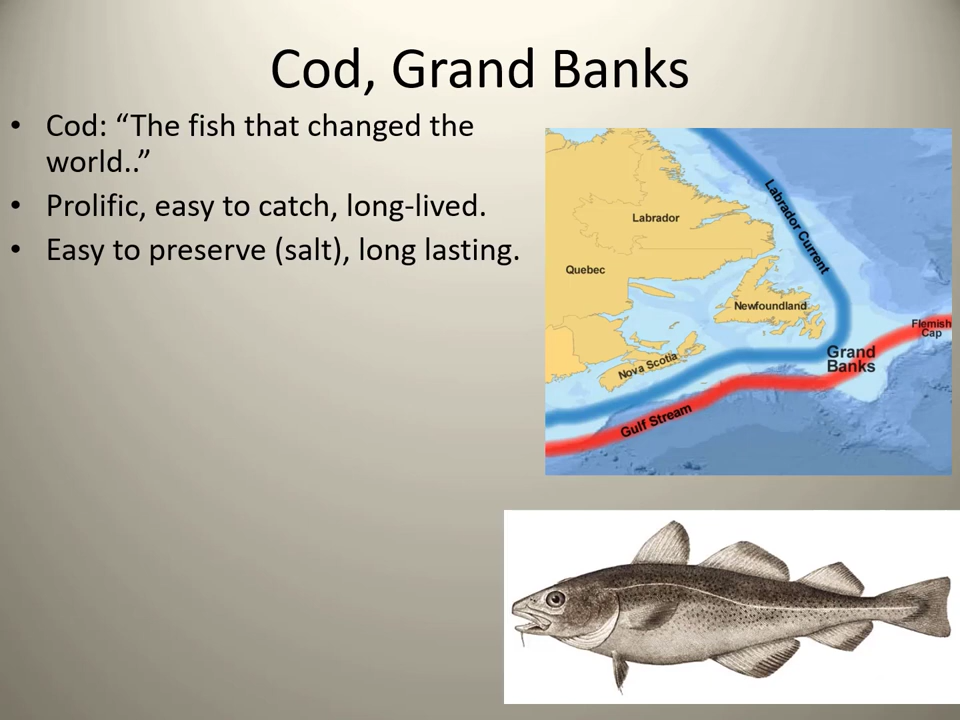 Cod, Grand Banks
• Cod: “The fish that changed the
world..”
• Prolific, easy to catch, long-lived.
• Easy to preserve (salt), long lasting.
Labrador Current
Labrador
Quebec
Newfoundland
Flemish
Cap
Grand
Banks
Nova Scotia
Gulf Stream